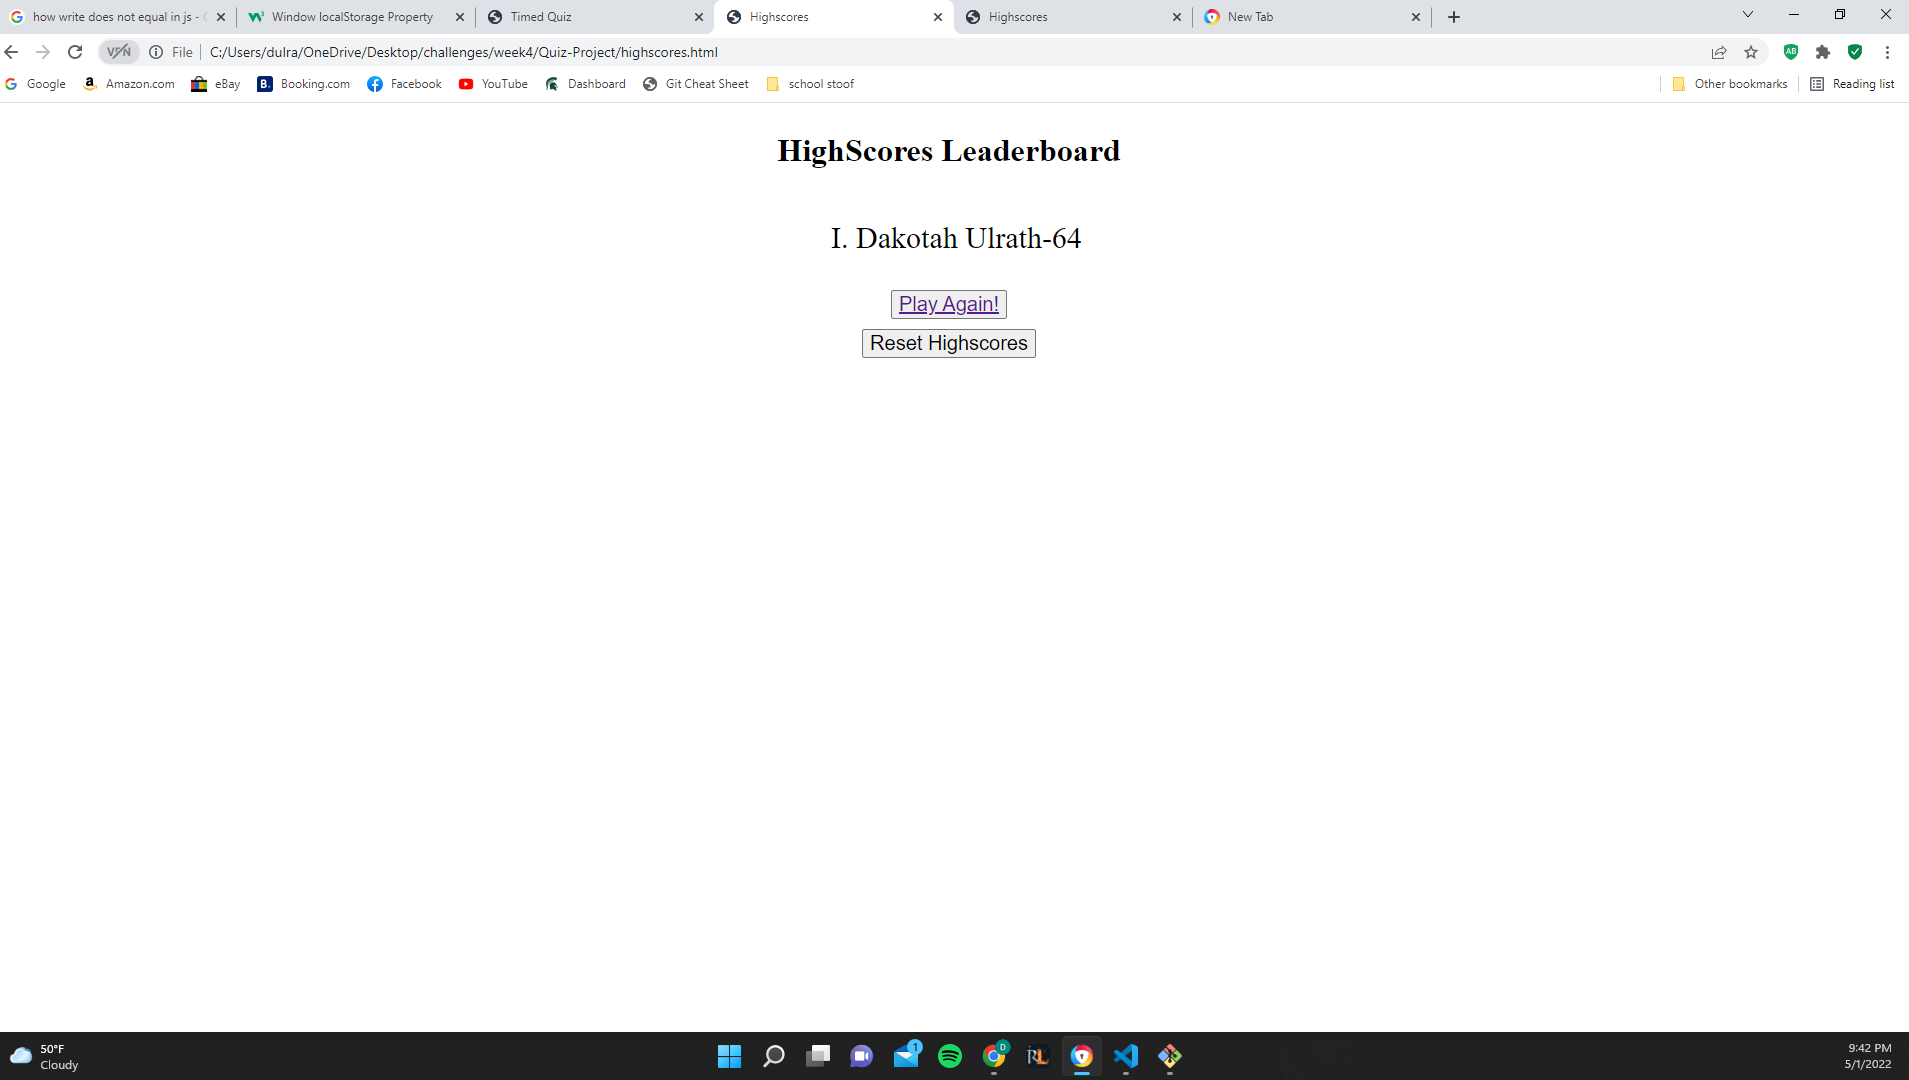 how write does not equal in js -
Window localStorage Property
Timed Quiz
Highscores
Highscores
New Tab
VPN
File
C:/Users/dulra/OneDrive/Desktop/challenges/week4/Quiz-Project/highscores.html
Google
Amazon.com
eBay
B.
Booking.com
Facebook
YouTube
Dashboard
Git Cheat Sheet
school stoof
Other bookmarks
Reading list
HighScores Leaderboard
I. Dakotah Ulrath-64
Play Again!
Reset Highscores
50°F
Cloudy
1
D
RL
9:42 PM
5/1/2022